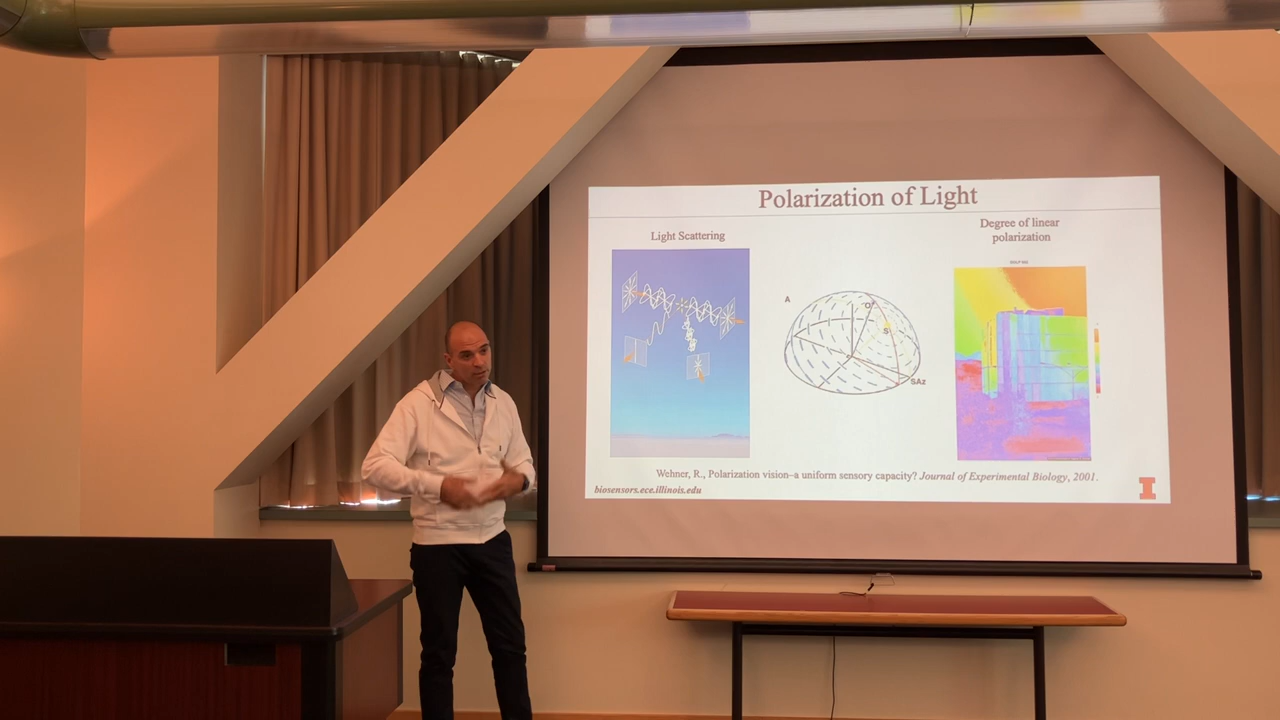 Polarization of Light
Light Scattering
Degree of linear
polarization
A
S
SAz
Wehner, R., Polarization vision–a uniform sensory capacity? Journal of Experimental Biology, 2001.
biosensors.ece.illinois.edu
I